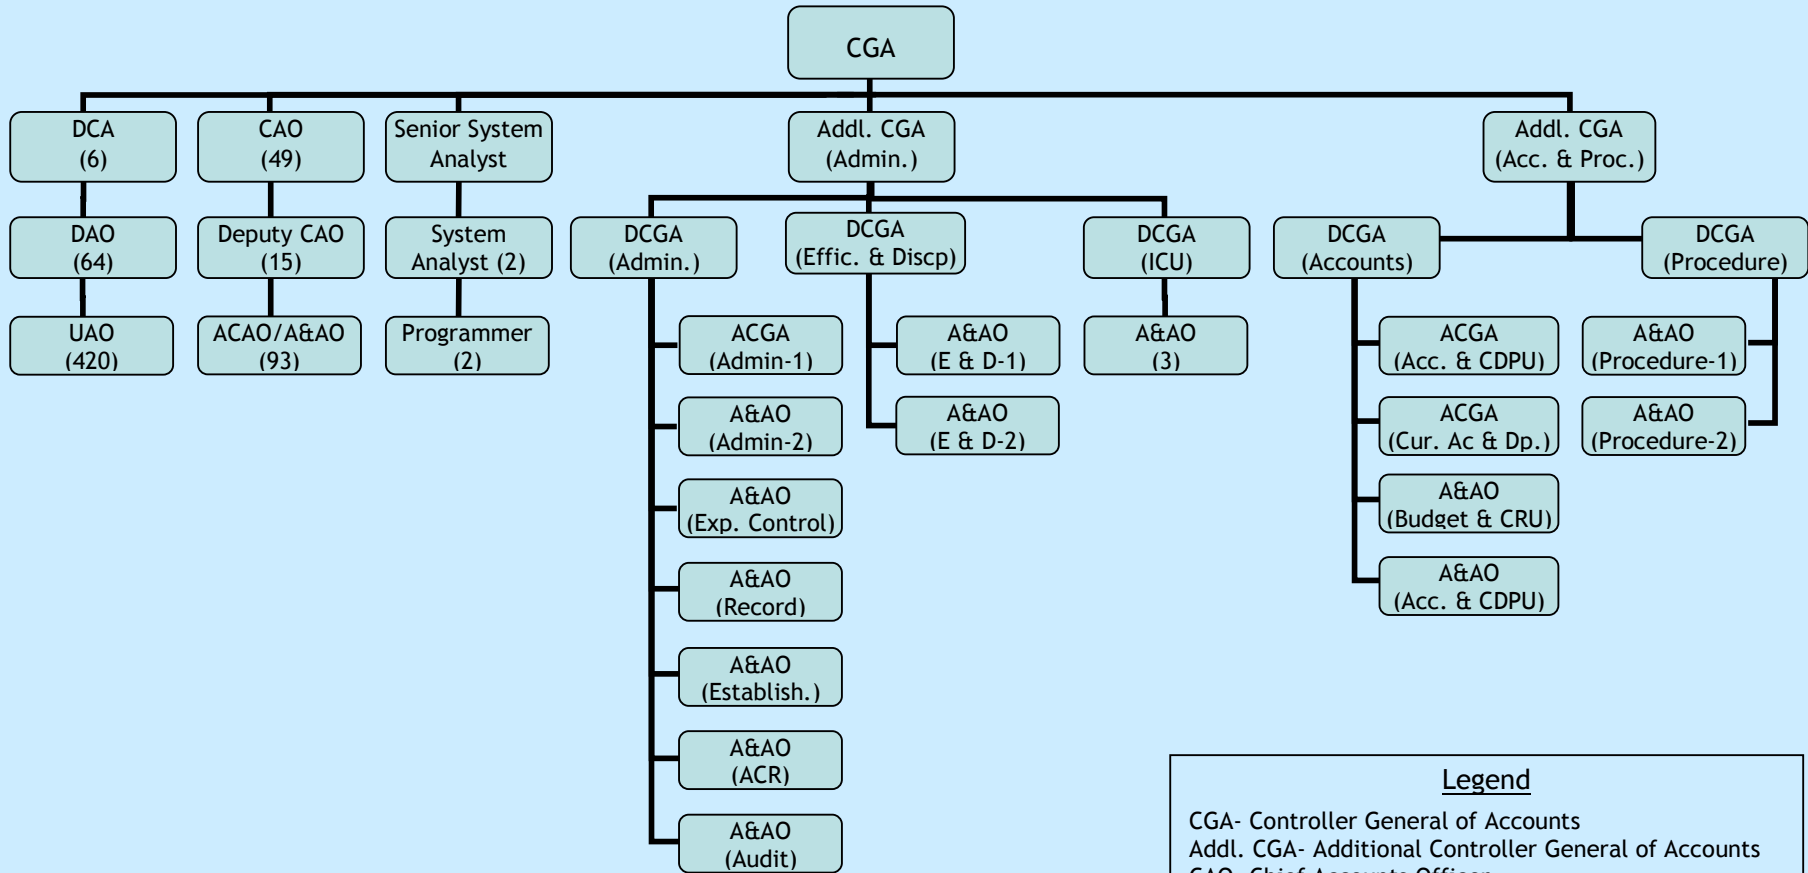 CGA
DCA
(6)
CAO
(49)
Senior System
Analyst
Addl. CGA
(Admin.)
Addl. CGA
(Acc. & Proc.)
DAO
(64)
Deputy CAO
(15)
System
Analyst (2)
DCGA
(Admin.)
DCGA
(Effic. & Discp)
DCGA
(ICU)
DCGA
(Accounts)
DCGA
(Procedure)
UAO
(420)
ACAO/A&AO
(93)
Programmer
(2)
ACGA
(Admin-1)
A&AO
(Admin-2)
A&AO
(Exp. Control)
A&AO
(Record)
A&AO
(Establish.)
A&AO
(ACR)
A&AO
(Audit)
A&AO
(E & D-1)
A&AO
(E & D-2)
A&AO
(3)
ACGA
(Acc. & CDPU)
ACGA
(Cur. Ac & Dp.)
A&AO
(Budget & CRU)
A&AO
(Acc. & CDPU)
A&AO
(Procedure-1)
A&AO
(Procedure-2)
Legend
CGA- Controller General of Accounts
Addl. CGA- Additional Controller General of Accounts
CAO- Chief Accounts Officer